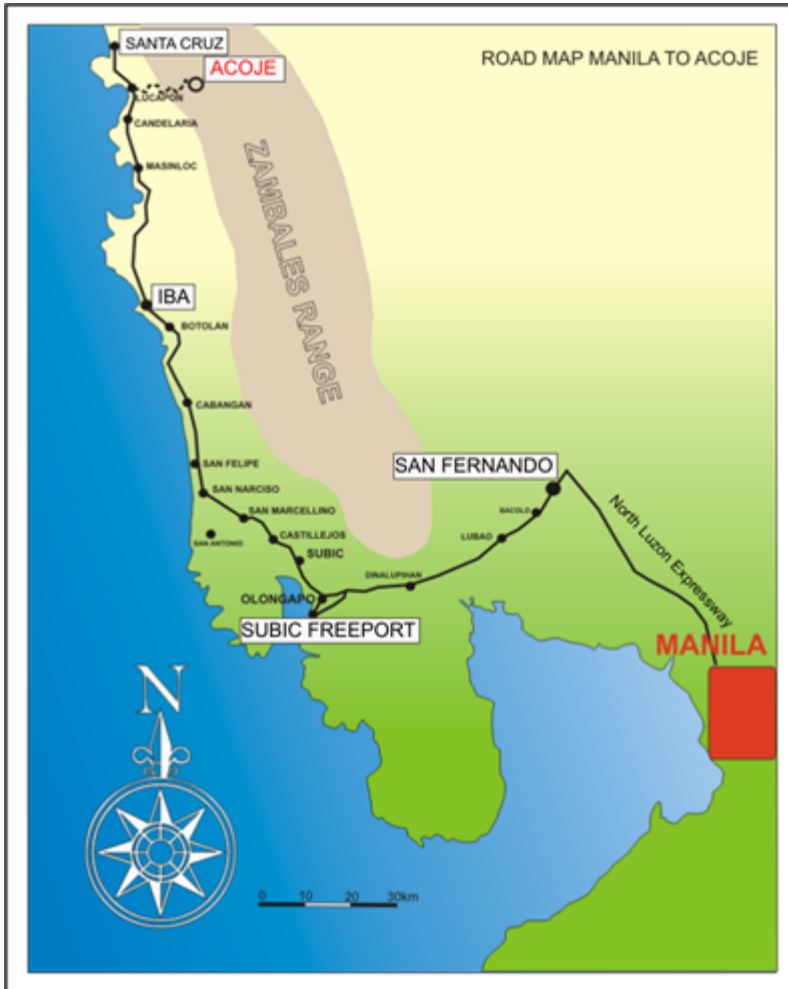 SANTA CRUZ
ROAD MAP MANILA TO ACOJE
ACOJE
LUCAPON
CANDELARIA
MASINLOC
ZAMBALES RANGE
IBA
BOTOLAN
CABANGAN
SAN FERNANDO
SAN FELIPE
SAN NARCISO
North Luzon Expressway
BACOLO
SAN MARCELLINO
CASTILLEJOS
LUBAO
SAN ANTONIO
SUBIC
DINALUPIHAN
OLONGAPO
SUBIC FREEPORT
MANILA
N
0 10 20 30km